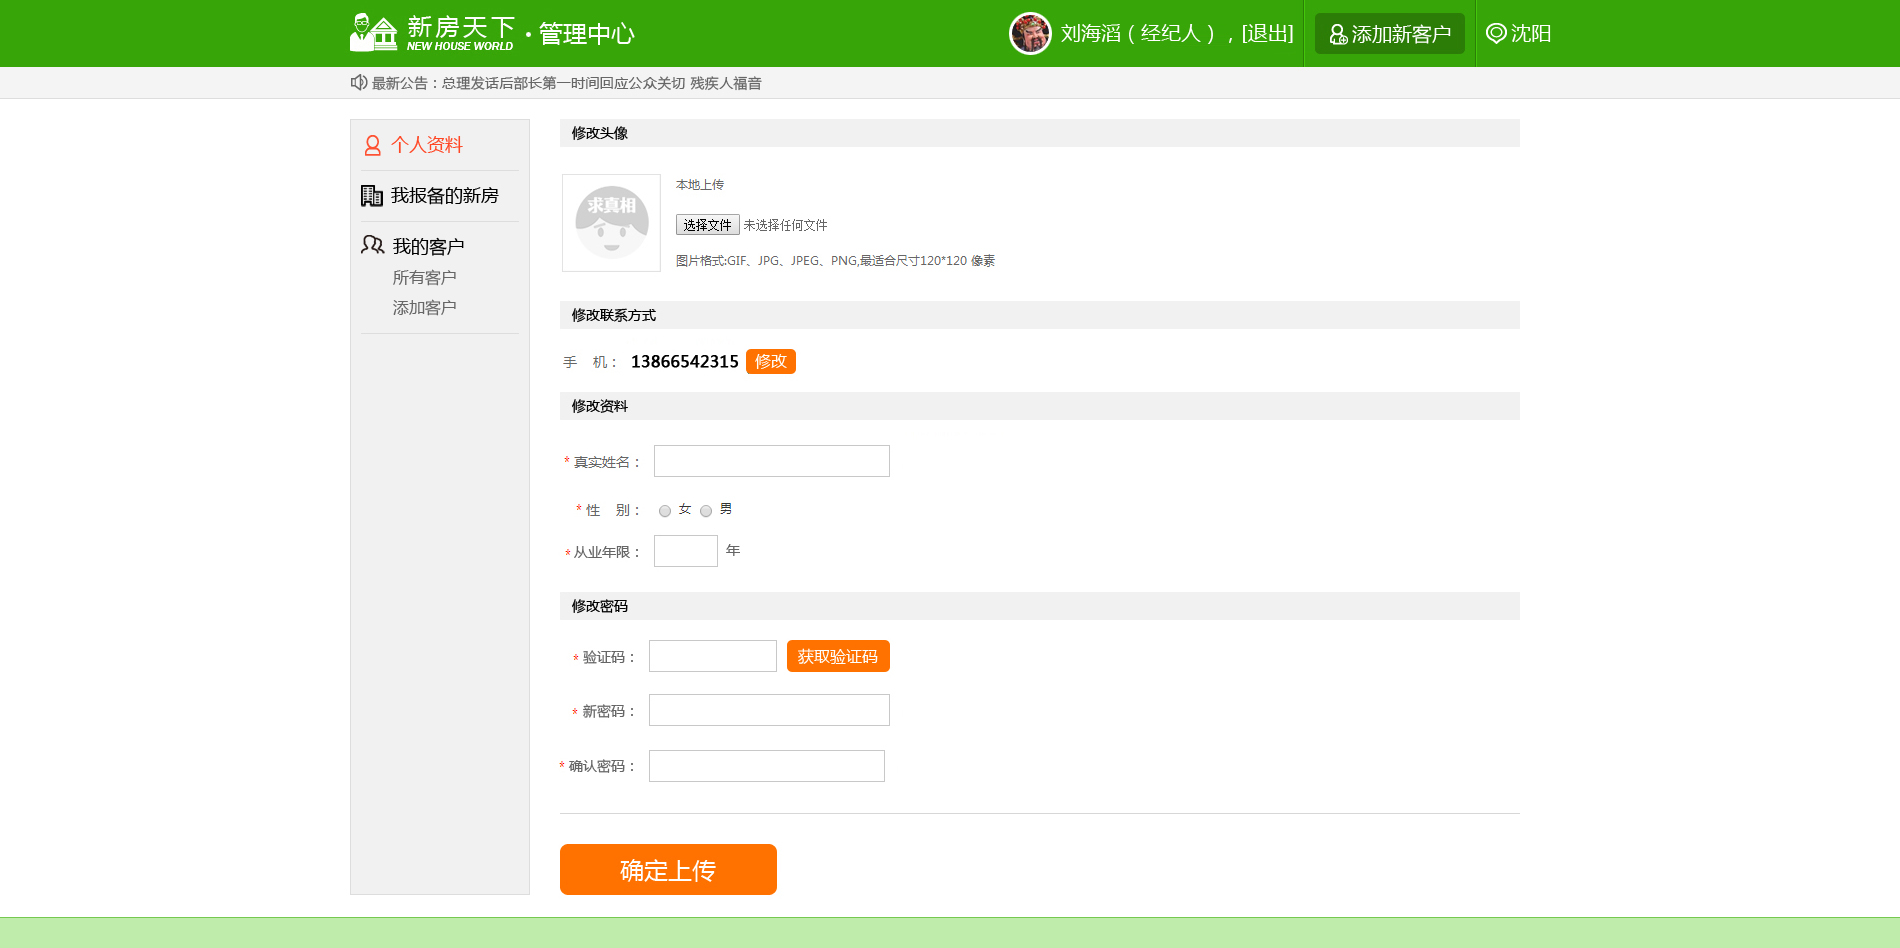 新房天下
NEW HOUSE WORLD
·管理中心
刘海滔（经纪人），[退出]
添加新客户
沈阳
最新公告：总理发话后部长第一时间回应公众关切 残疾人福音
个人资料
我报备的新房
我的客户
所有客户
添加客户
修改头像
求真相
本地上传
选择文件 未选择任何文件
图片格式:GIF、JPG、JPEG、PNG,最适合尺寸120*120 像素
修改联系方式
手 机： 13866542315 修改
修改资料
* 真实姓名：
* 性 别： 女 男
* 从业年限： 年
修改密码
* 验证码： 获取验证码
* 新密码：
* 确认密码：
确定上传